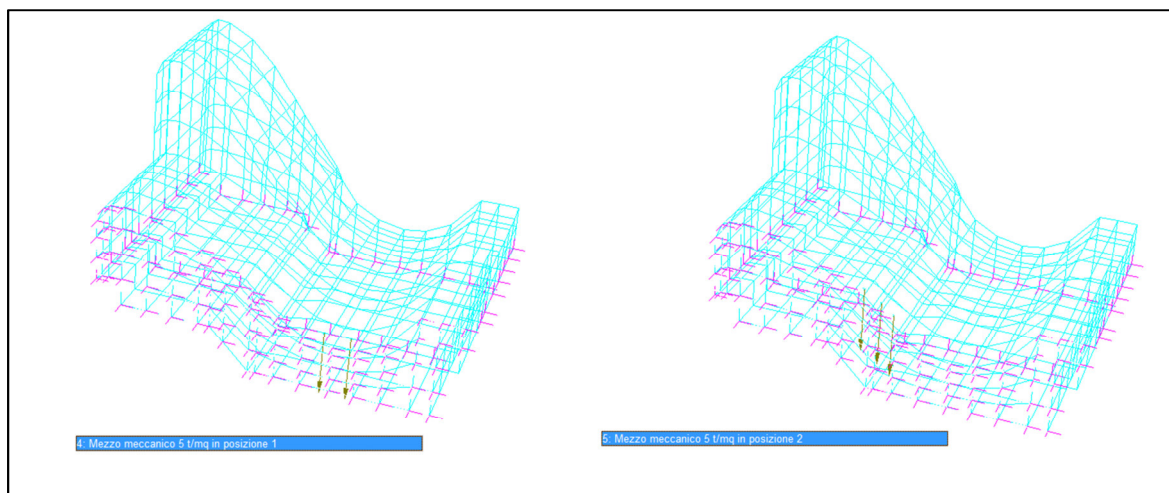 4: Mezzo meccanico 5 t/mq in posizione 1
5: Mezzo meccanico 5 t/mq in posizione 2